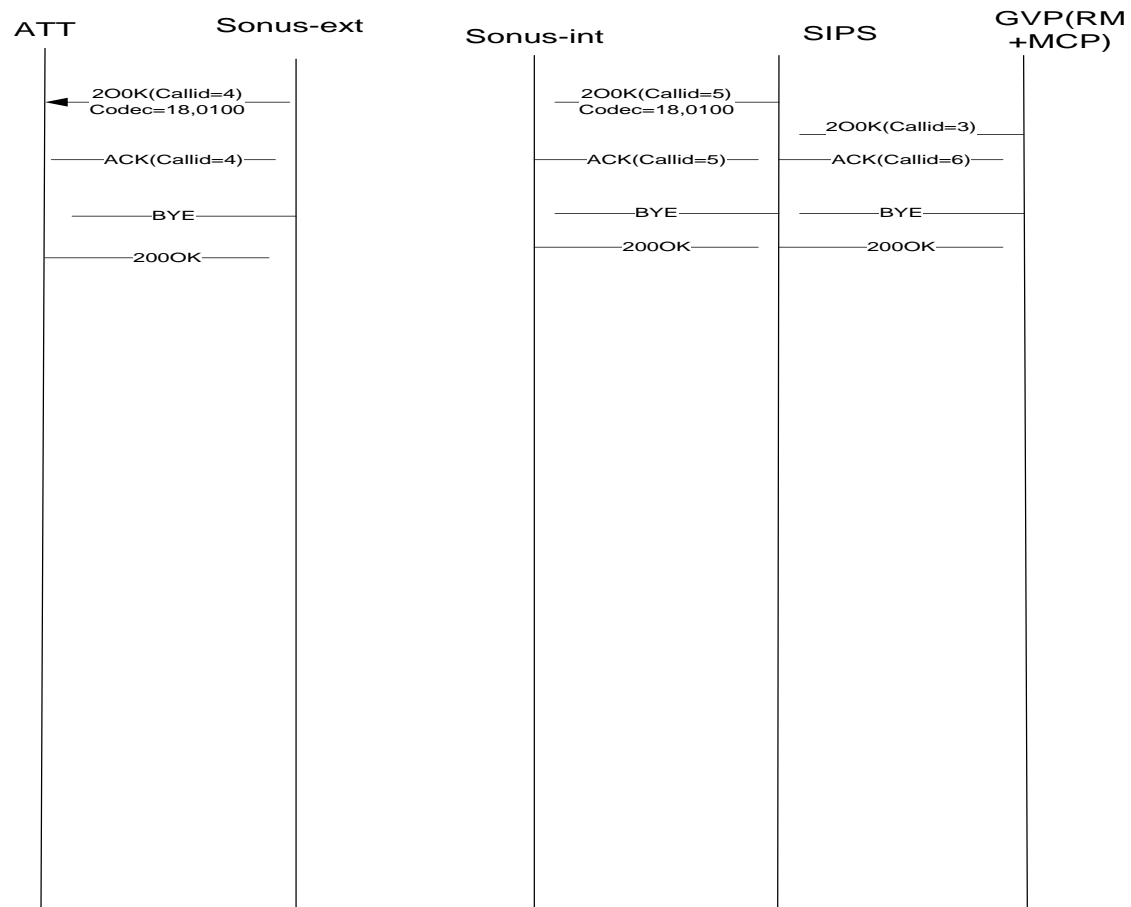 ATT
Sonus-ext
Sonus-int
SIPS
GVP(RM
+MCP)
2O0K(Callid=4)
Codec=18,0100
2O0K(Callid=5)
Codec=18,0100
2O0K(Callid=3)
ACK(Callid=4)
ACK(Callid=5)
ACK(Callid=6)
BYE
BYE
BYE
200OK
200OK
200OK